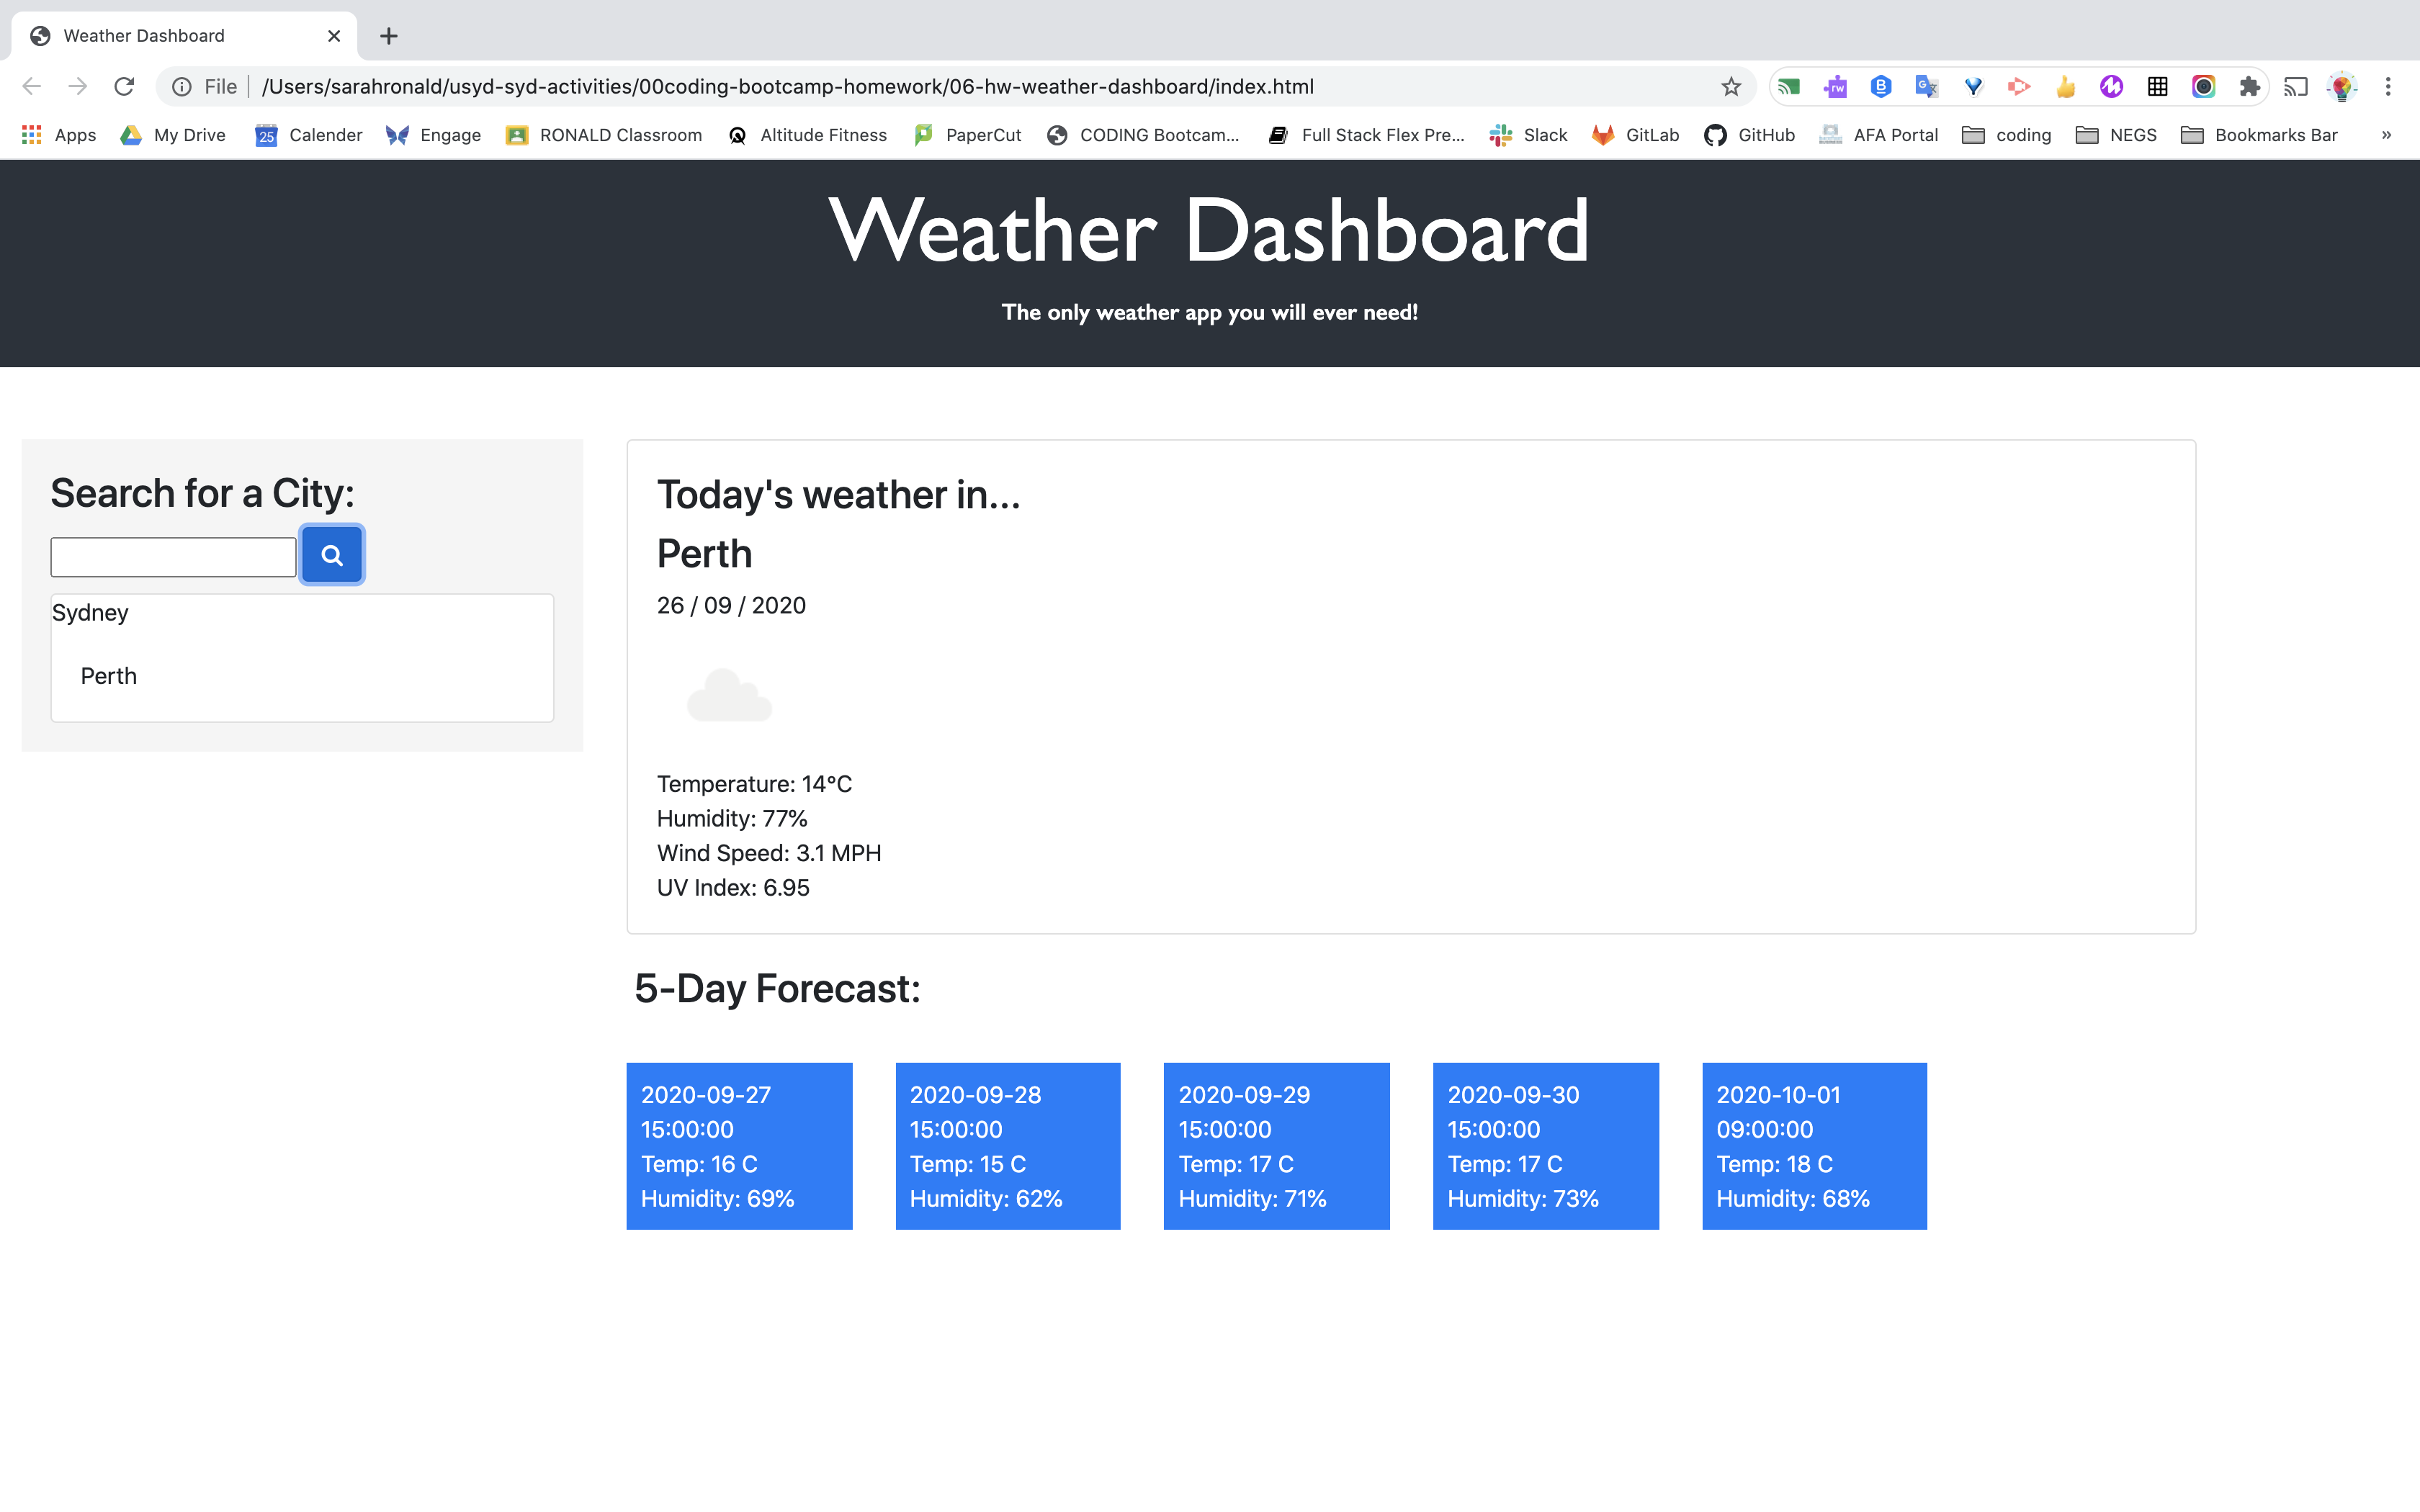 Weather Dashboard
File
/Users/sarahronald/usyd-syd-activities/00coding-bootcamp-homework/06-hw-weather-dashboard/index.html
Apps My Drive 25 Calender Engage RONALD Classroom Altitude Fitness PaperCut CODING Bootcam... Full Stack Flex Pre... Slack GitLab GitHub AFA Portal coding NEGS Bookmarks Bar »
Weather Dashboard
The only weather app you will ever need!
Search for a City:
Sydney
Perth
Today's weather in...
Perth
26 / 09 / 2020
Temperature: 14°C
Humidity: 77%
Wind Speed: 3.1 MPH
UV Index: 6.95
5-Day Forecast:
2020-09-27
15:00:00
Temp: 16 C
Humidity: 69%
2020-09-28
15:00:00
Temp: 15 C
Humidity: 62%
2020-09-29
15:00:00
Temp: 17 C
Humidity: 71%
2020-09-30
15:00:00
Temp: 17 C
Humidity: 73%
2020-10-01
09:00:00
Temp: 18 C
Humidity: 68%